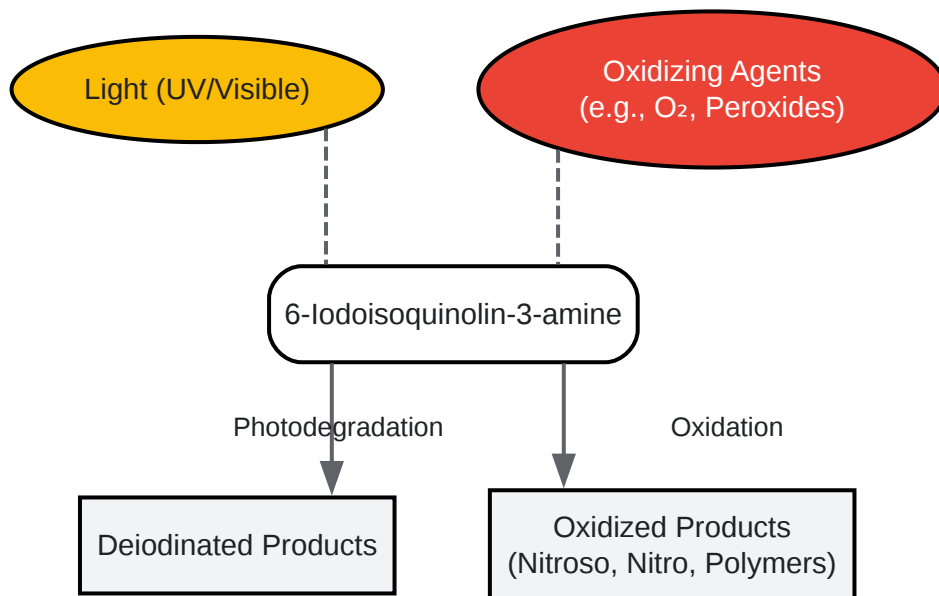 Light (UV/Visible)
Oxidizing Agents
(e.g., O₂, Peroxides)
6-Iodoisoquinolin-3-amine
Photodegradation
Oxidation
Deiodinated Products
Oxidized Products
(Nitroso, Nitro, Polymers)